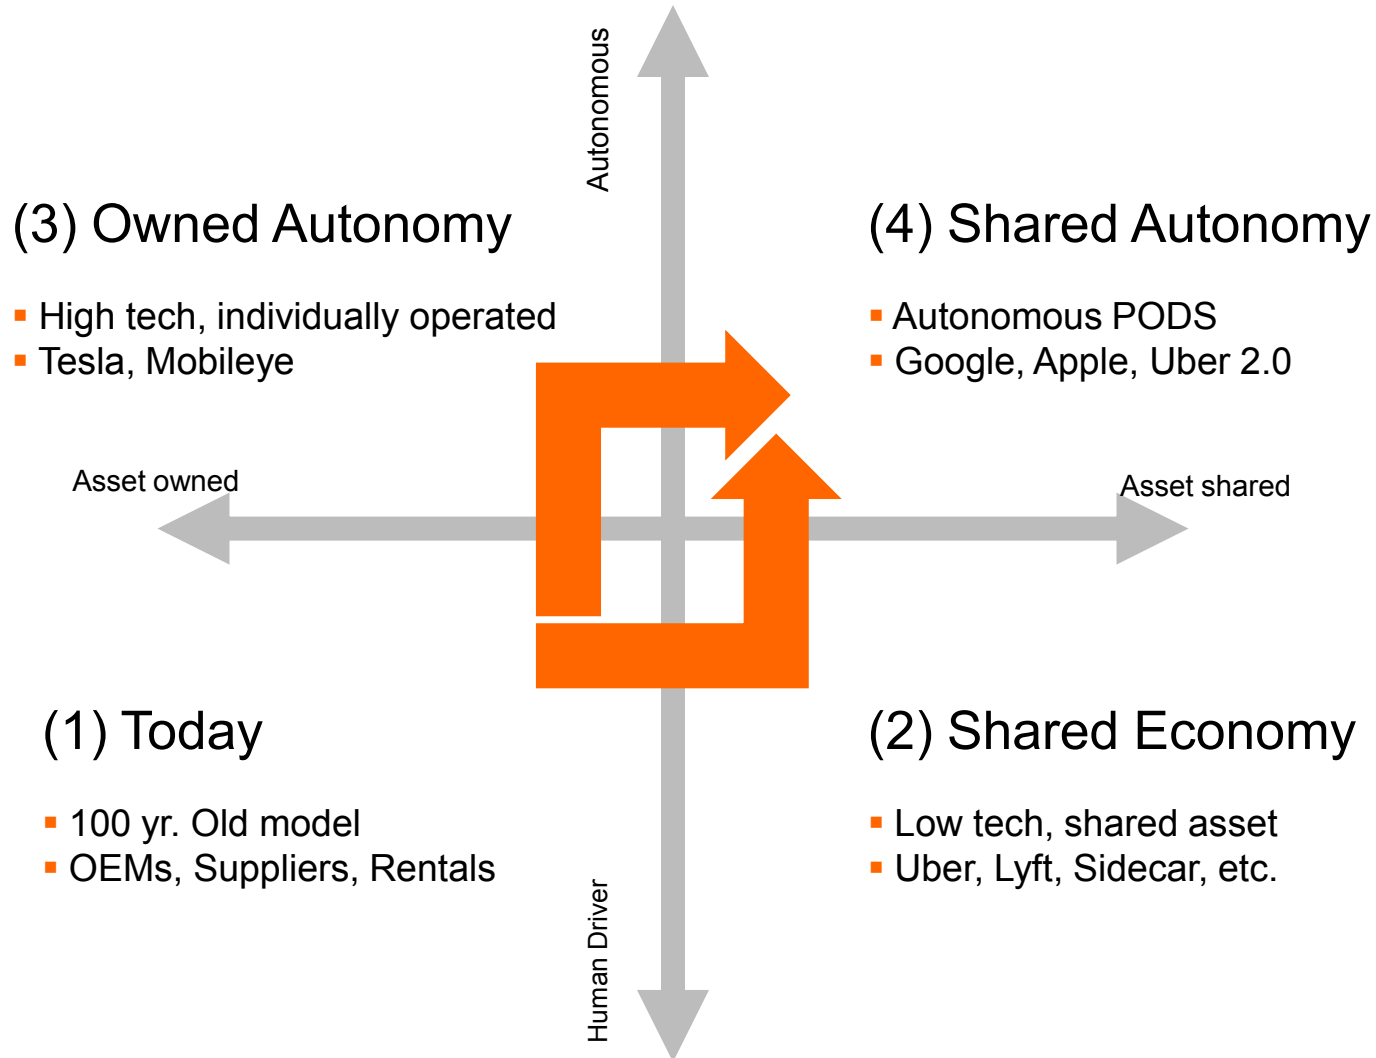 Autonomous
(3) Owned Autonomy
▪ High tech, individually operated
▪ Tesla, Mobileye
(4) Shared Autonomy
▪ Autonomous PODS
▪ Google, Apple, Uber 2.0
Asset owned
Asset shared
(1) Today
▪ 100 yr. Old model
▪ OEMs, Suppliers, Rentals
(2) Shared Economy
▪ Low tech, shared asset
▪ Uber, Lyft, Sidecar, etc.
Human Driver